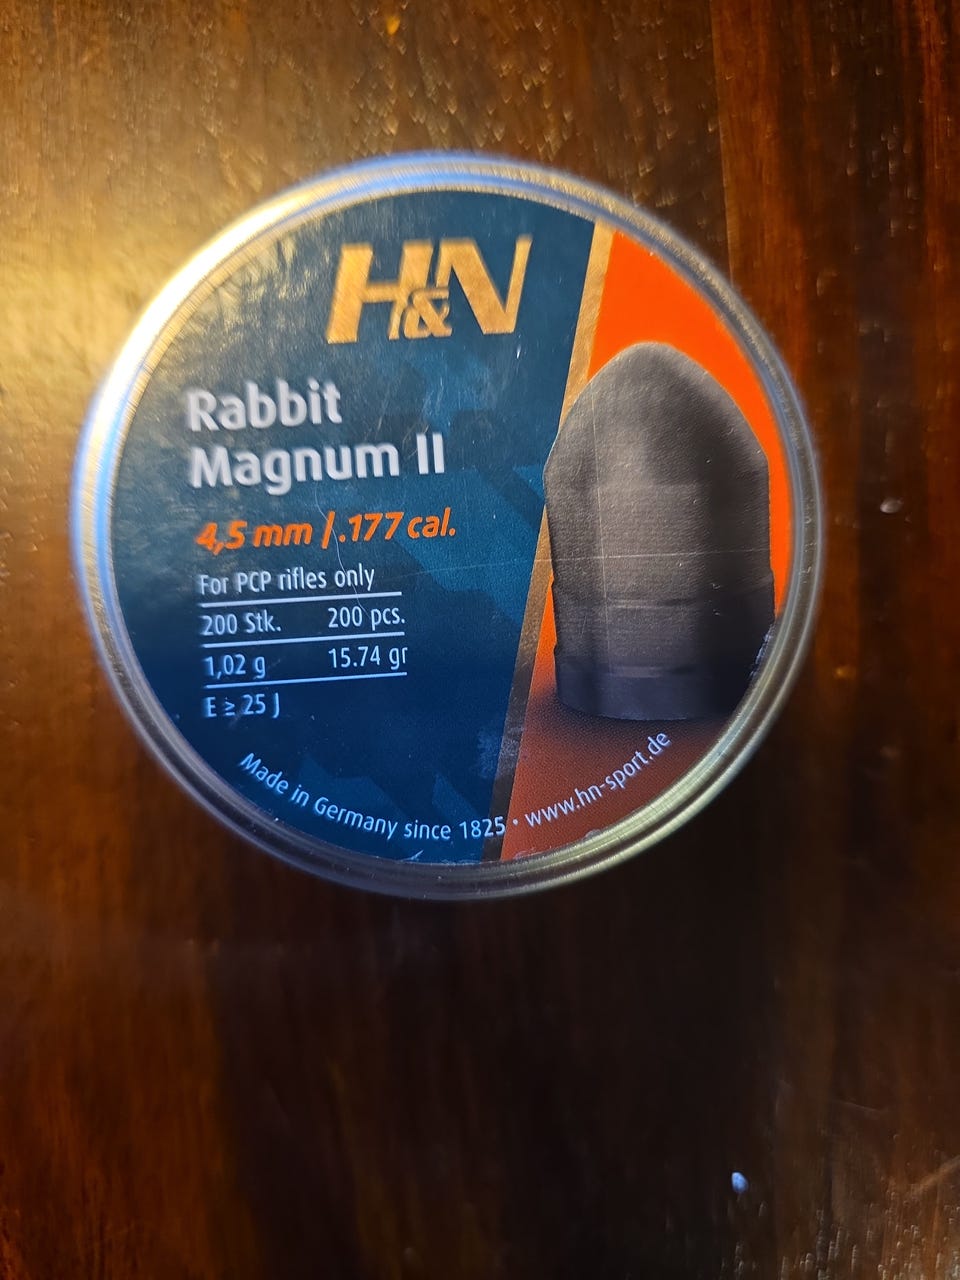 H&N
Rabbit
Magnum II
4,5 mm / .177 cal.
For PCP rifles only
200 Stk. 200 pcs.
1,02 g 15.74 gr
E ≥ 25 J
Made in Germany since 1825 • www.hn-sport.de